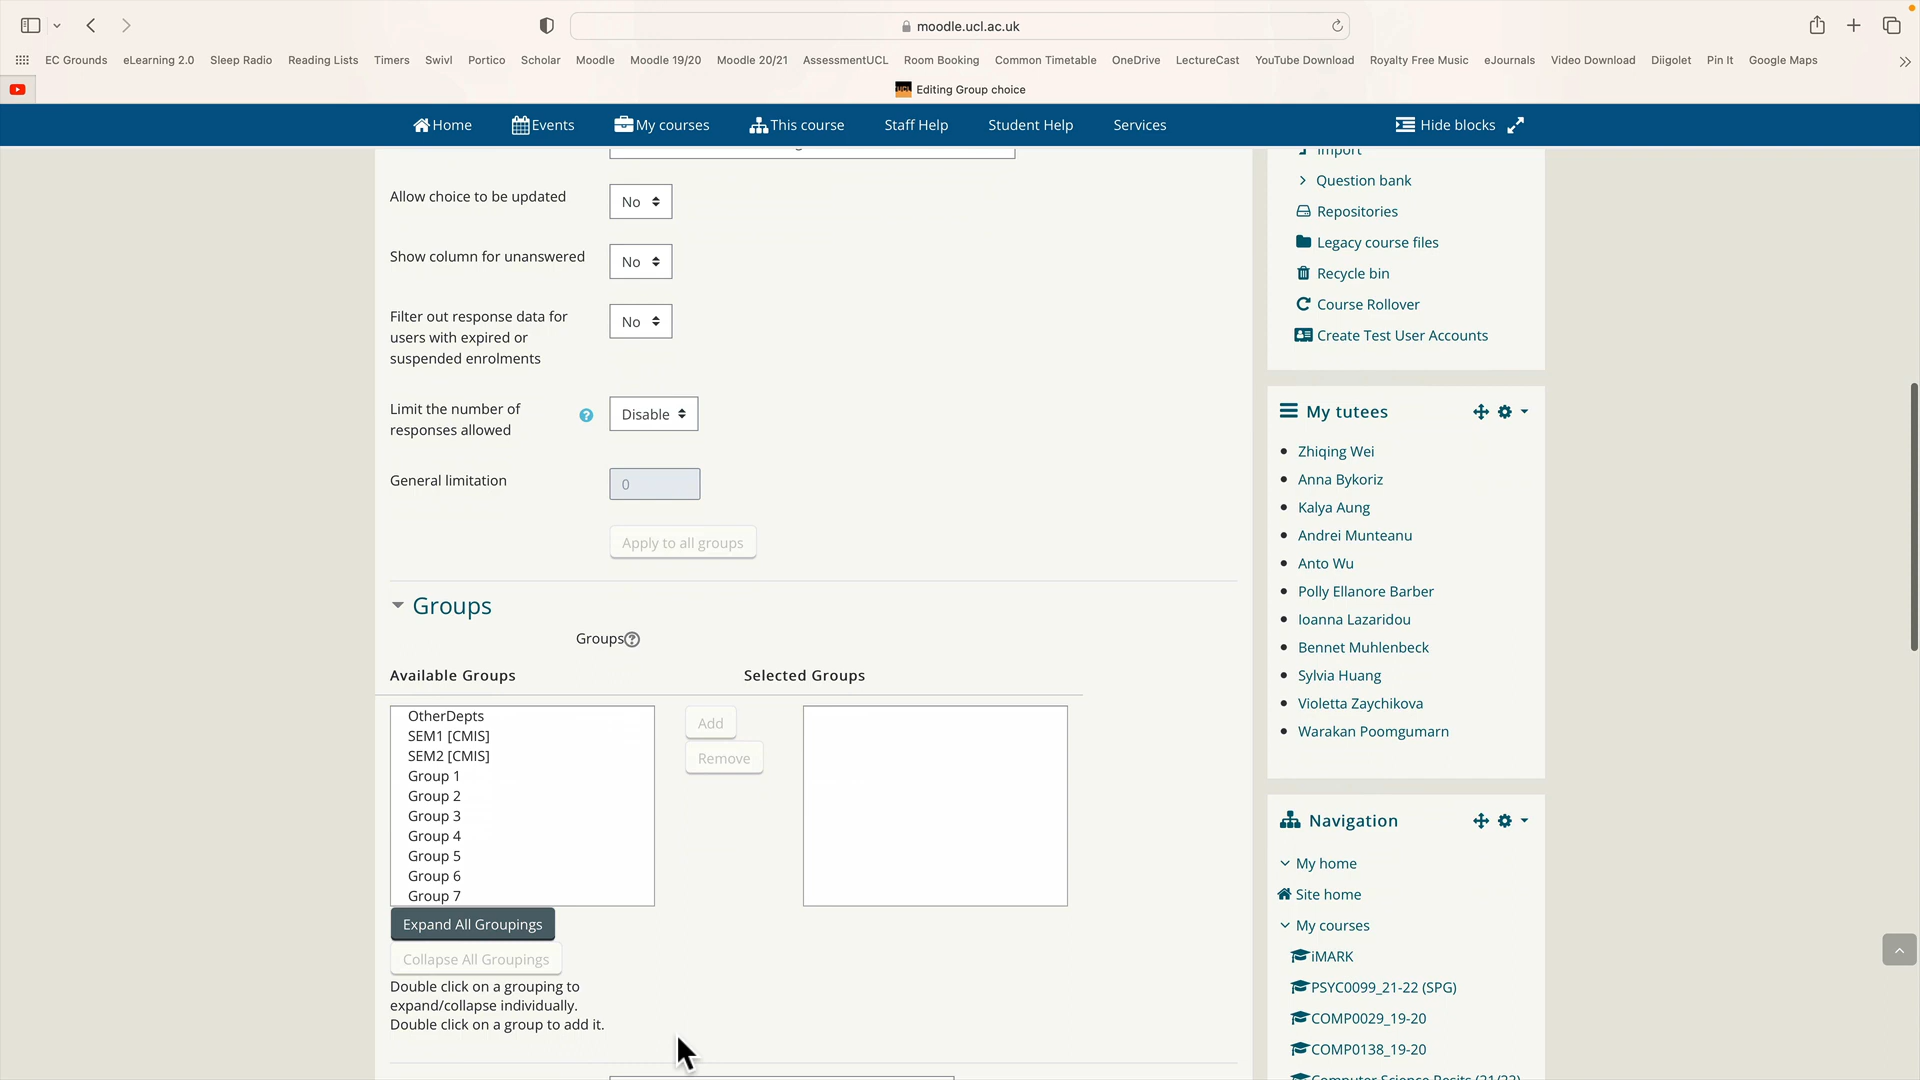 moodle.ucl.ac.uk
EC Grounds eLearning 2.0 Sleep Radio Reading Lists Timers Swivl Portico Scholar Moodle Moodle 19/20 Moodle 20/21 AssessmentUCL Room Booking Common Timetable OneDrive LectureCast YouTube Download Royalty Free Music eJournals Video Download Diigolet Pin It Google Maps
Editing Group choice
Home Events My courses This course Staff Help Student Help Services Hide blocks
Allow choice to be updated No
Show column for unanswered No
Filter out response data for No
users with expired or
suspended enrolments
Limit the number of Disable
responses allowed
General limitation 0
Apply to all groups
Groups
Groups
Available Groups Selected Groups
OtherDepts
SEM1 [CMIS]
SEM2 [CMIS]
Group 1
Group 2
Group 3
Group 4
Group 5
Group 6
Group 7
Add
Remove
Expand All Groupings
Collapse All Groupings
Double click on a grouping to
expand/collapse individually.
Double click on a group to add it.
Import
Question bank
Repositories
Legacy course files
Recycle bin
Course Rollover
Create Test User Accounts
My tutees
Zhiqing Wei
Anna Bykoriz
Kalya Aung
Andrei Munteanu
Anto Wu
Polly Ellanore Barber
Ioanna Lazaridou
Bennet Muhlenbeck
Sylvia Huang
Violetta Zaychikova
Warakan Poomgumarn
Navigation
My home
Site home
My courses
iMARK
PSYC0099_21-22 (SPG)
COMP0029_19-20
COMP0138_19-20
Computer Science Resits (21/22)